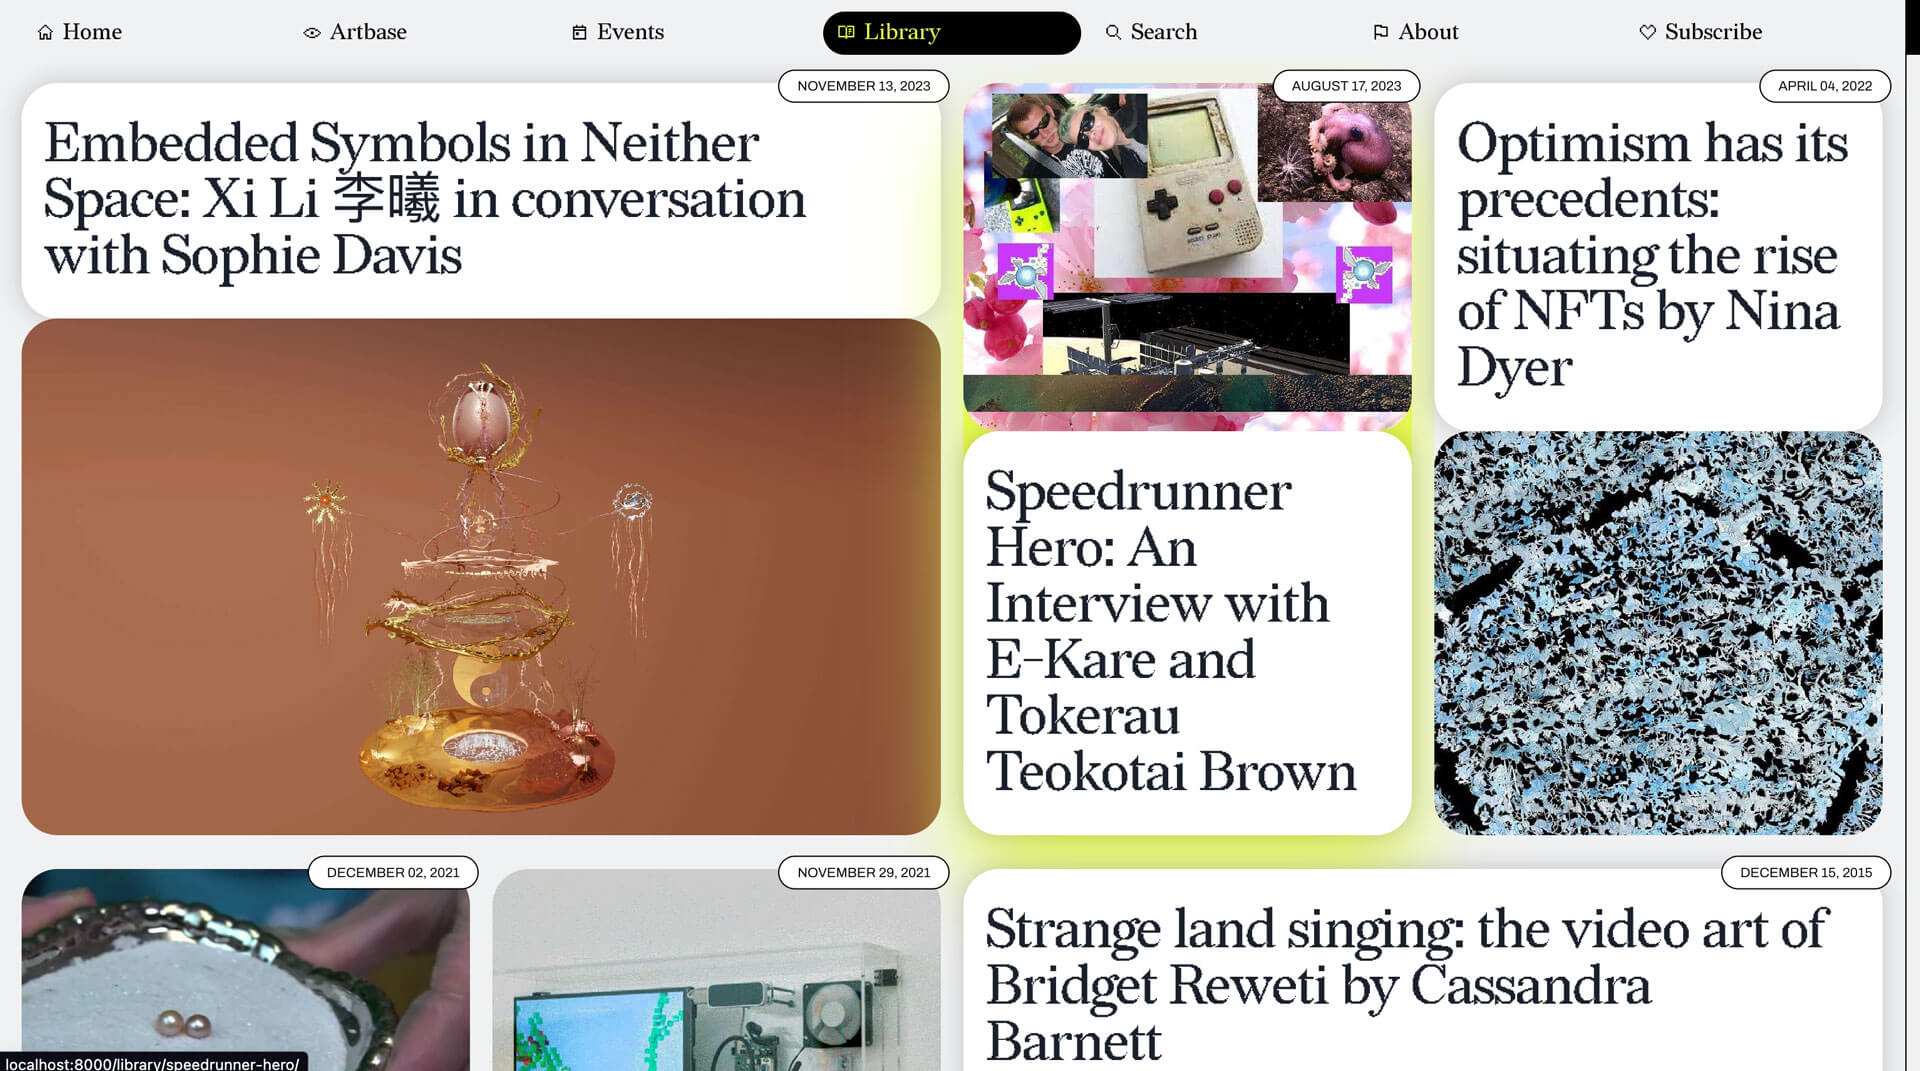 Home
Artbase
Events
Library
Search
About
Subscribe
NOVEMBER 13, 2023
Embedded Symbols in Neither
Space: Xi Li 李曦 in conversation
with Sophie Davis
AUGUST 17, 2023
Speedrunner
Hero: An
Interview with
E-Kare and
Tokerau
Teokotai Brown
APRIL 04, 2022
Optimism has its
precedents:
situating the rise
of NFTs by Nina
Dyer
DECEMBER 02, 2021
NOVEMBER 29, 2021
DECEMBER 15, 2015
Strange land singing: the video art of
Bridget Reweti by Cassandra
Barnett
localhost:8000/library/speedrunner-hero/